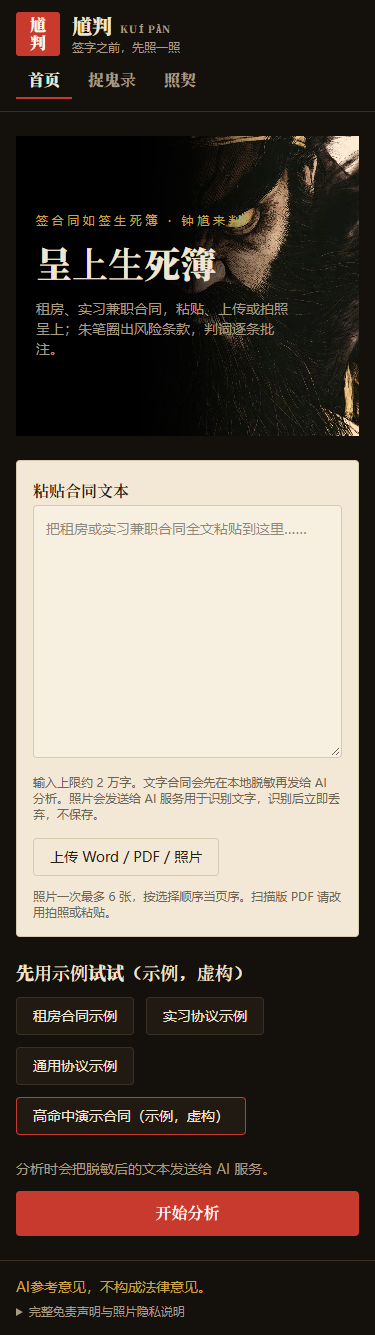 馗判
馗判 KUÍ PÀN
签字之前，先照一照
首页 捉鬼录 照契
签合同如签生死簿 · 钟馗来判
呈上生死簿
租房、实习兼职合同，粘贴、上传或拍照
呈上；朱笔圈出风险条款，判词逐条批
注。
粘贴合同文本
把租房或实习兼职合同全文粘贴到这里……
输入上限约 2 万字。文字合同会先在本地脱敏再发给 AI
分析。照片会发送给 AI 服务用于识别文字，识别后立即丢
弃，不保存。
上传 Word / PDF / 照片
照片一次最多 6 张，按选择顺序当页序。扫描版 PDF 请改
用拍照或粘贴。
先用示例试试（示例，虚构）
租房合同示例 实习协议示例
通用协议示例
高命中演示合同（示例，虚构）
分析时会把脱敏后的文本发送给 AI 服务。
开始分析
AI参考意见，不构成法律意见。
▶ 完整免责声明与照片隐私说明